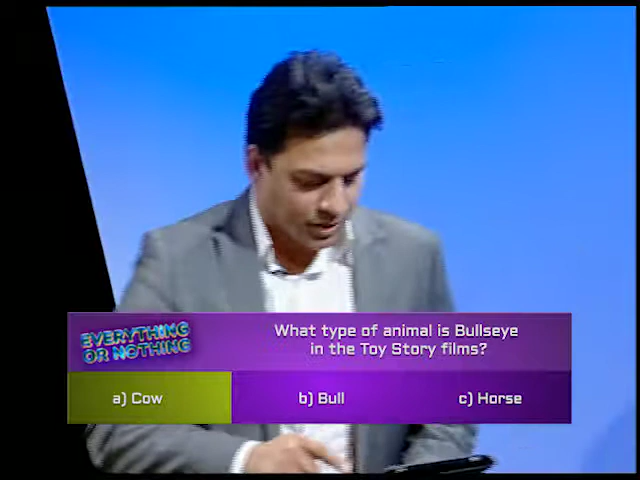 EVERYTHING
OR NOTHING
What type of animal is Bullseye
in the Toy Story films?
a) Cow
b) Bull
c) Horse